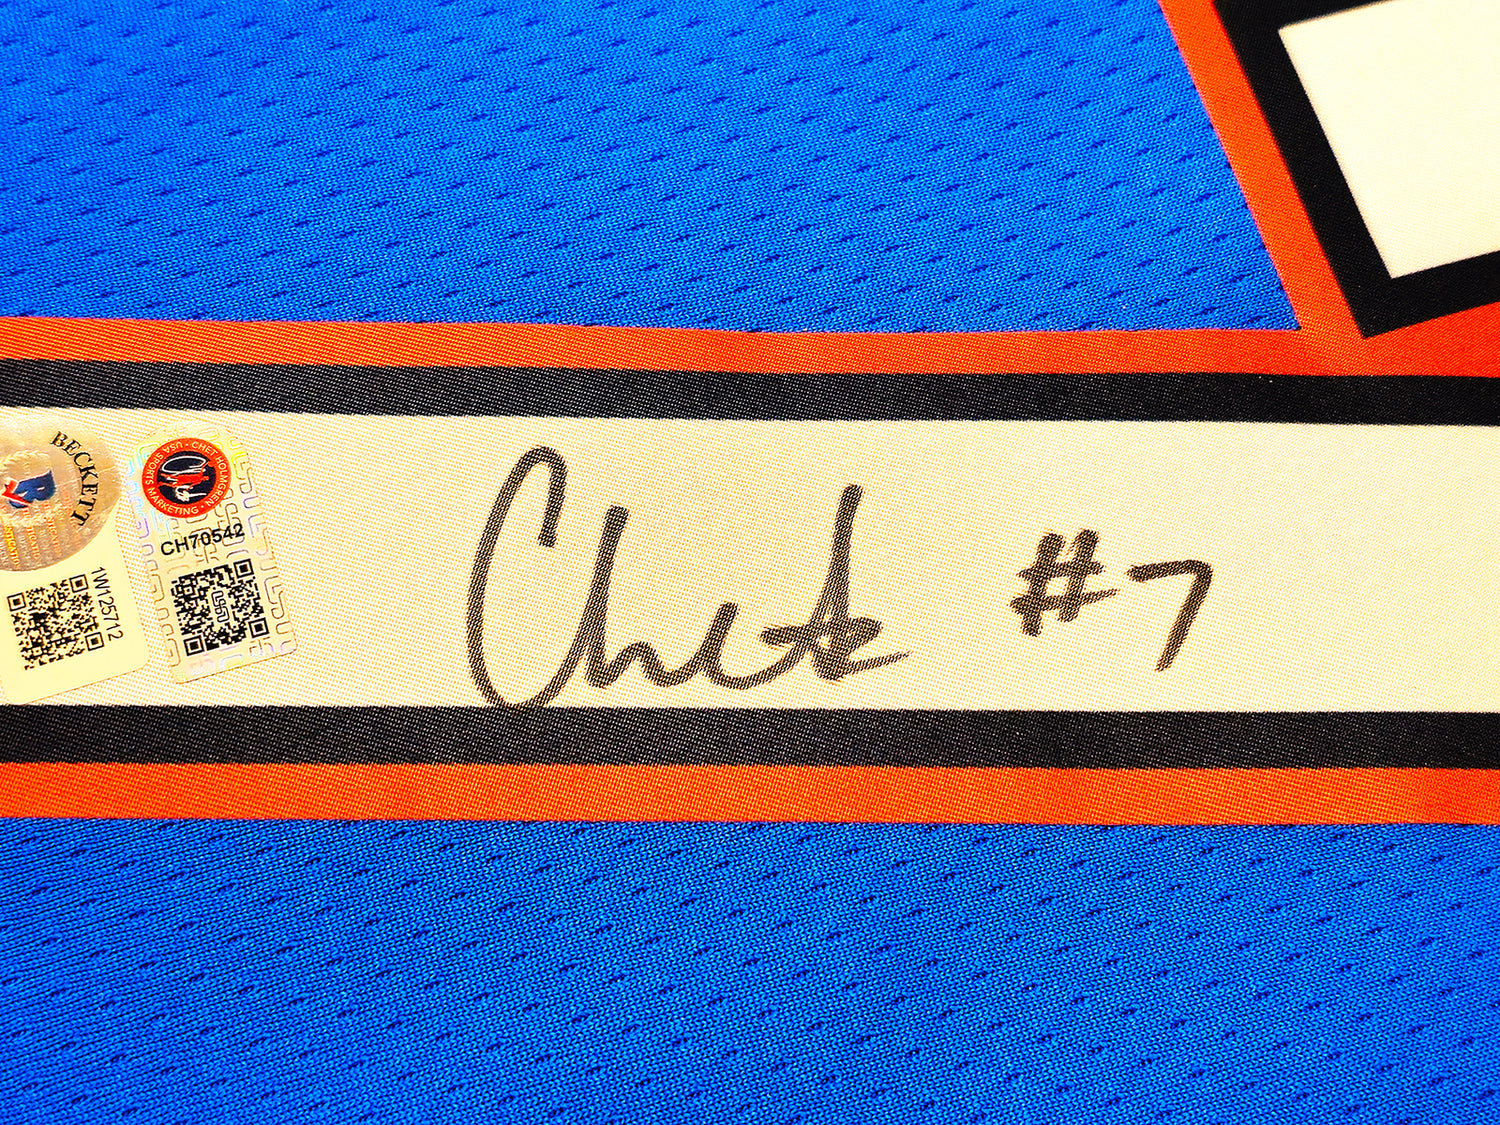 BECKETT
1W125712
CHET HOLMGREN • USA SPORTS MARKETING •
CH70542
Chet #7